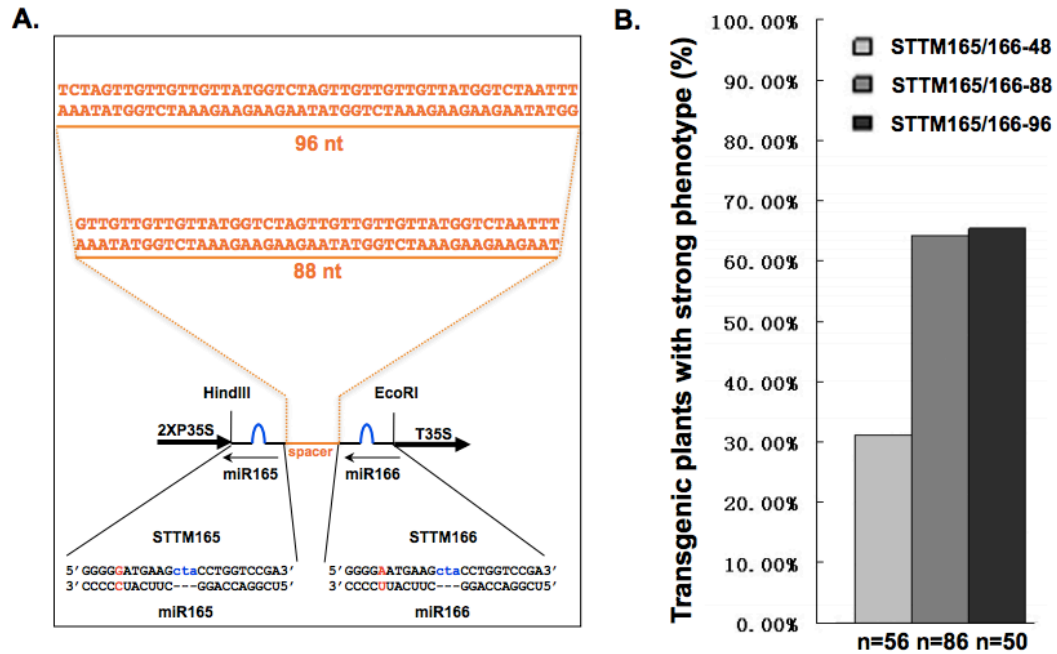 A.
TCTAGTTGTTGTTGTTATGGTCTAGTTGTTGTTGTTATGGTCTAATTT
AAATATGGTCTAAAGAAGAAGAATATGGTCTAAAGAAGAAGAATATGG
96 nt
GTTGTTGTTGTTATGGTCTAGTTGTTGTTGTTATGGTCTAATTT
AAATATGGTCTAAAGAAGAAGAATATGGTCTAAAGAAGAAGAAT
88 nt
HindIII
EcoRI
2XP35S
spacer
T35S
miR165
miR166
STTM165
STTM166
5'GGGGGATGAAGctaCCTGGTCCGA3'
3'CCCCCUACUUC---GGACCAGGCU5'
5'GGGGAATGAAGctaCCTGGTCCGA3'
3'CCCCUUACUUC---GGACCAGGCU5'
miR165
miR166
B.
Transgenic plants with strong phenotype (%)
100.00%
90.00%
80.00%
70.00%
60.00%
50.00%
40.00%
30.00%
20.00%
10.00%
0.00%
STTM165/166-48
STTM165/166-88
STTM165/166-96
n=56 n=86 n=50